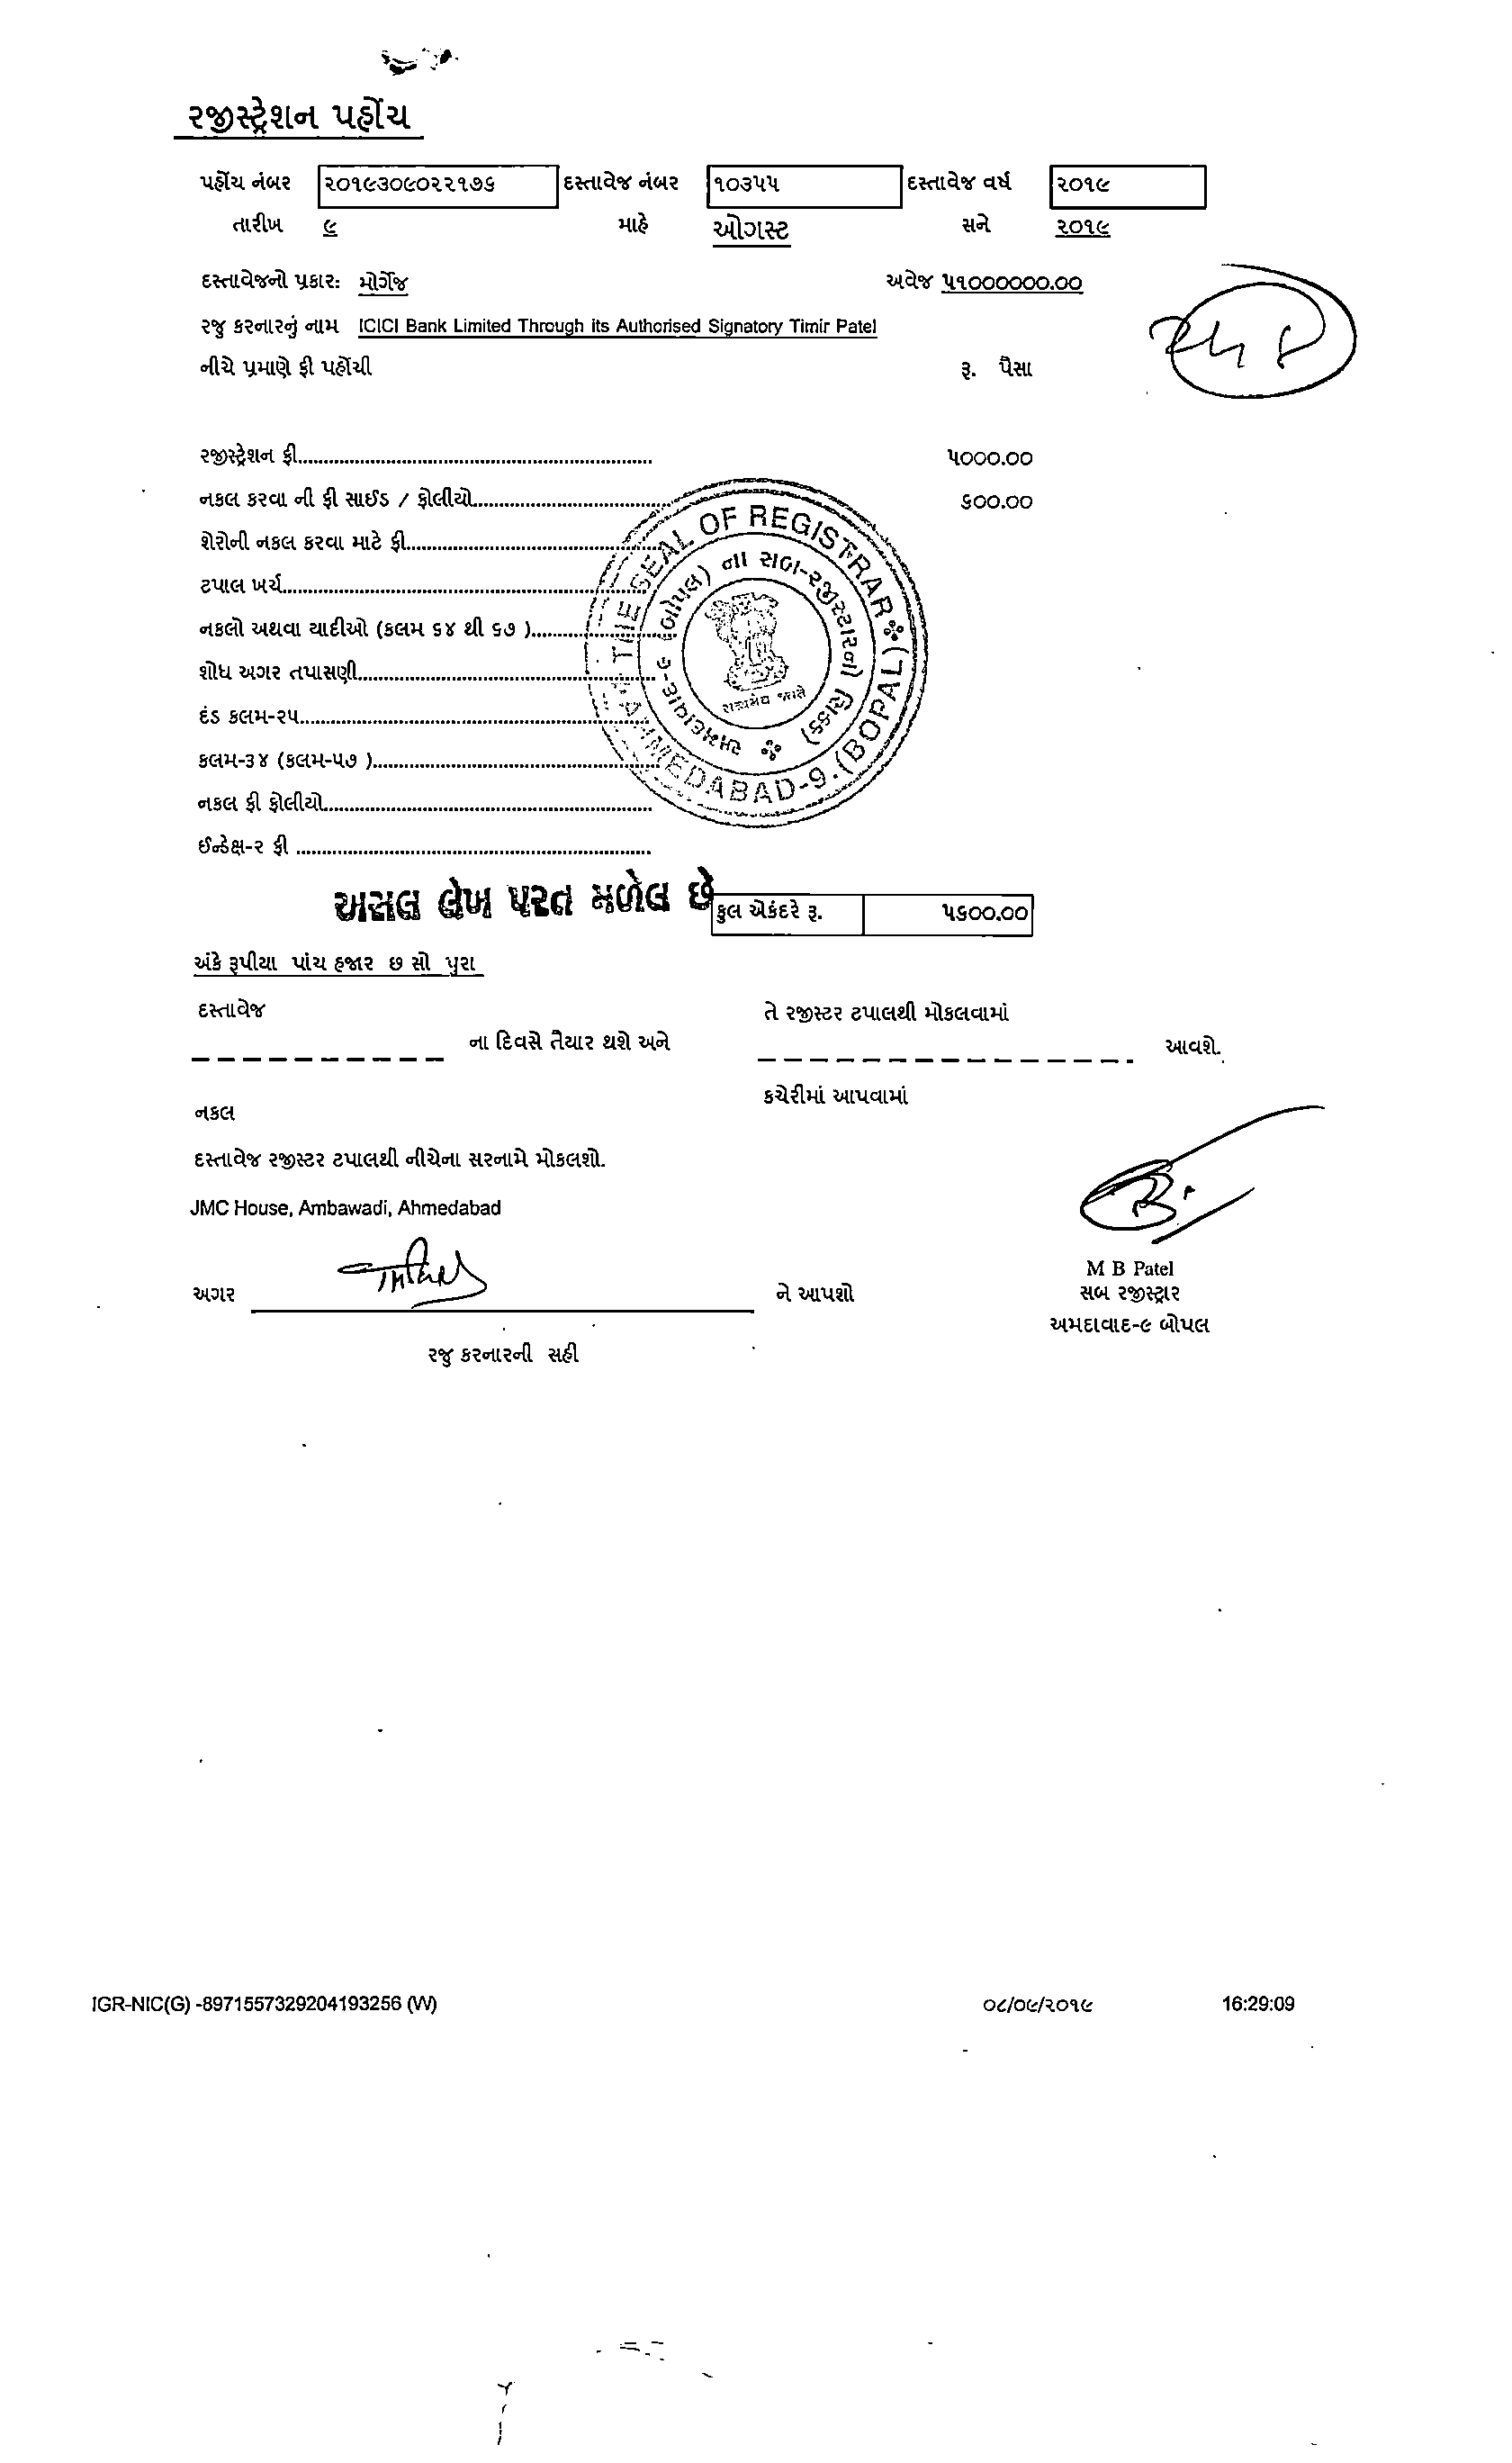 રજીસ્ટ્રેશન પહોંચ
પહોંચ નંબર ૨૦૧૯૩૦૯૦૨૨૧૭૬ દસ્તાવેજ નંબર ૧૦૩૫૫ દસ્તાવેજ વર્ષ ૨૦૧૯
તારીખ ૯ માહે ઓગસ્ટ સને ૨૦૧૯
દસ્તાવેજનો પ્રકાર: મોર્ગેજ અવેજ ૫૧૦૦૦૦૦૦.૦૦
રજુ કરનારનું નામ ICICI Bank Limited Through its Authorised Signatory Timir Patel
નીચે પ્રમાણે ફી પહોંચી રૂ. પૈસા
રજીસ્ટ્રેશન ફી.................... ૫૦૦૦.૦૦
નકલ કરવા ની ફી સાઈડ / ફોલીયો.................... ૬૦૦.૦૦
શેરોની નકલ કરવા માટે ફી....................
ટપાલ ખર્ચ....................
નકલો અથવા યાદીઓ (કલમ ૬૪ થી ૬૭ )....................
શોધ અગર તપાસણી....................
દંડ કલમ-૨૫....................
કલમ-૩૪ (કલમ-૫૭ )....................
નકલ ફી ફોલીયો....................
ઈન્ડેક્ષ-૨ ફી ....................
THE SEAL OF REGISTRAR
AHMEDABAD-9.(BOPAL)
અમદાવાદ-૯ (બોપલ) ના સબ-રજીસ્ટારનો સિક્કો
સત્યમેવ જયતે
અસલ લેખ પરત મળેલ છે
કુલ એકંદરે રૂ. ૫૬૦૦.૦૦
અંકે રૂપીયા પાંચ હજાર છ સો પુરા
દસ્તાવેજ તે રજીસ્ટર ટપાલથી મોકલવામાં
ના દિવસે તૈયાર થશે અને આવશે.
નકલ કચેરીમાં આપવામાં
દસ્તાવેજ રજીસ્ટર ટપાલથી નીચેના સરનામે મોકલશો.
JMC House, Ambawadi, Ahmedabad
અગર ને આપશો
રજુ કરનારની સહી
M B Patel
સબ રજીસ્ટ્રાર
અમદાવાદ-૯ બોપલ
IGR-NIC(G) -8971557329204193256 (W) ૦૮/૦૯/૨૦૧૯ 16:29:09